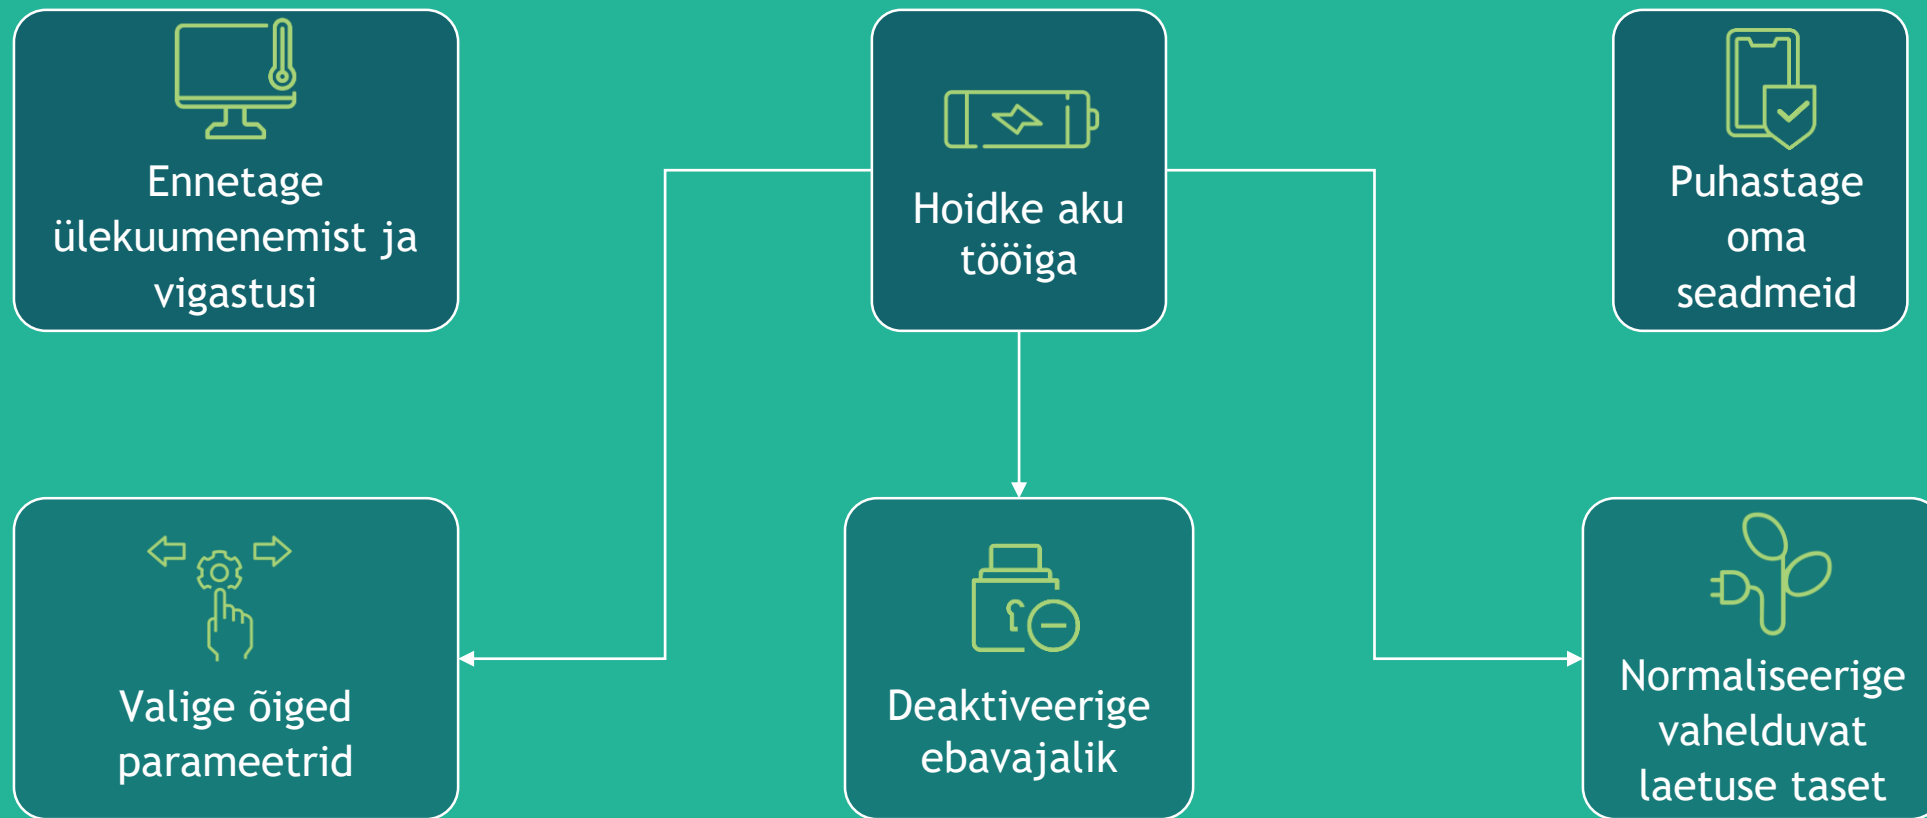 Ennetage
ülekuumenemist ja
vigastusi
Hoidke aku
tööiga
Puhastage
oma
seadmeid
Valige õiged
parameetrid
Deaktiveerige
ebavajalik
Normaliseerige
vahelduvat
laetuse taset